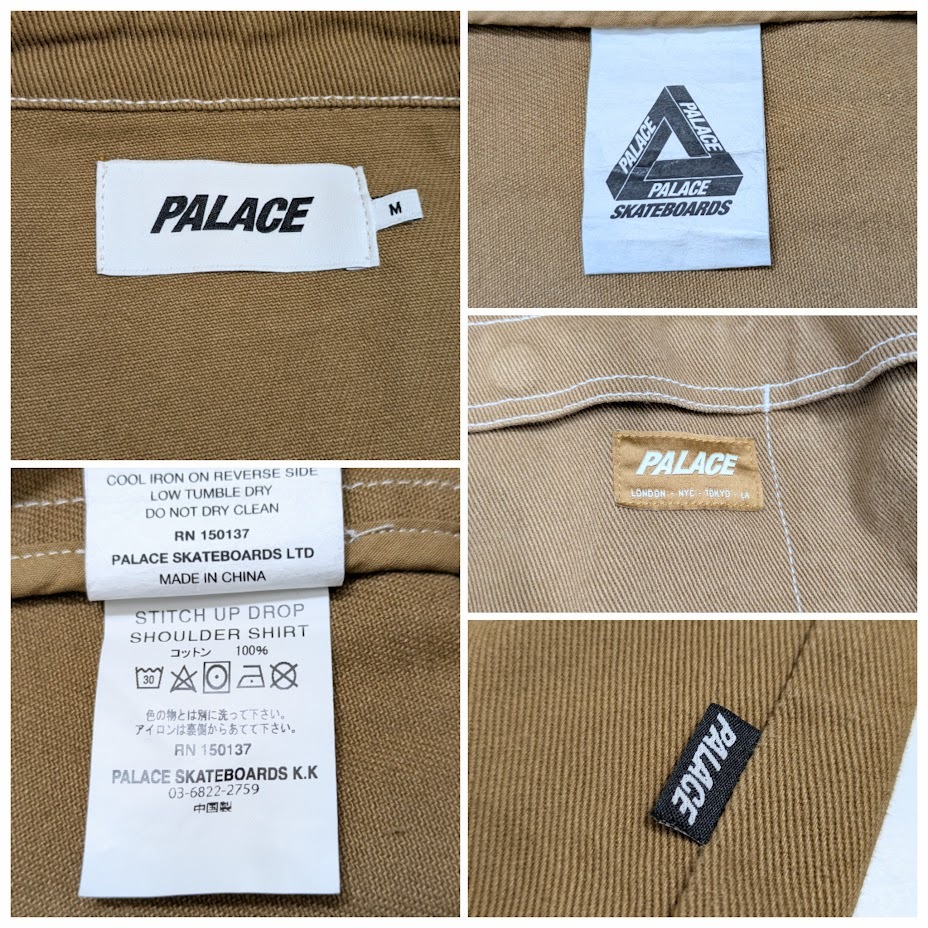 PALACE
M
PALACE
PALACE
PALACE
SKATEBOARDS
PALACE
LONDON - NYC - TOKYO - LA
COOL IRON ON REVERSE SIDE
LOW TUMBLE DRY
DO NOT DRY CLEAN
RN 150137
PALACE SKATEBOARDS LTD
MADE IN CHINA
STITCH UP DROP
SHOULDER SHIRT
コットン 100%
30
色の物とは別に洗って下さい。
アイロンは裏側からあてて下さい。
RN 150137
PALACE SKATEBOARDS K.K
03-6822-2759
中国製
PALACE